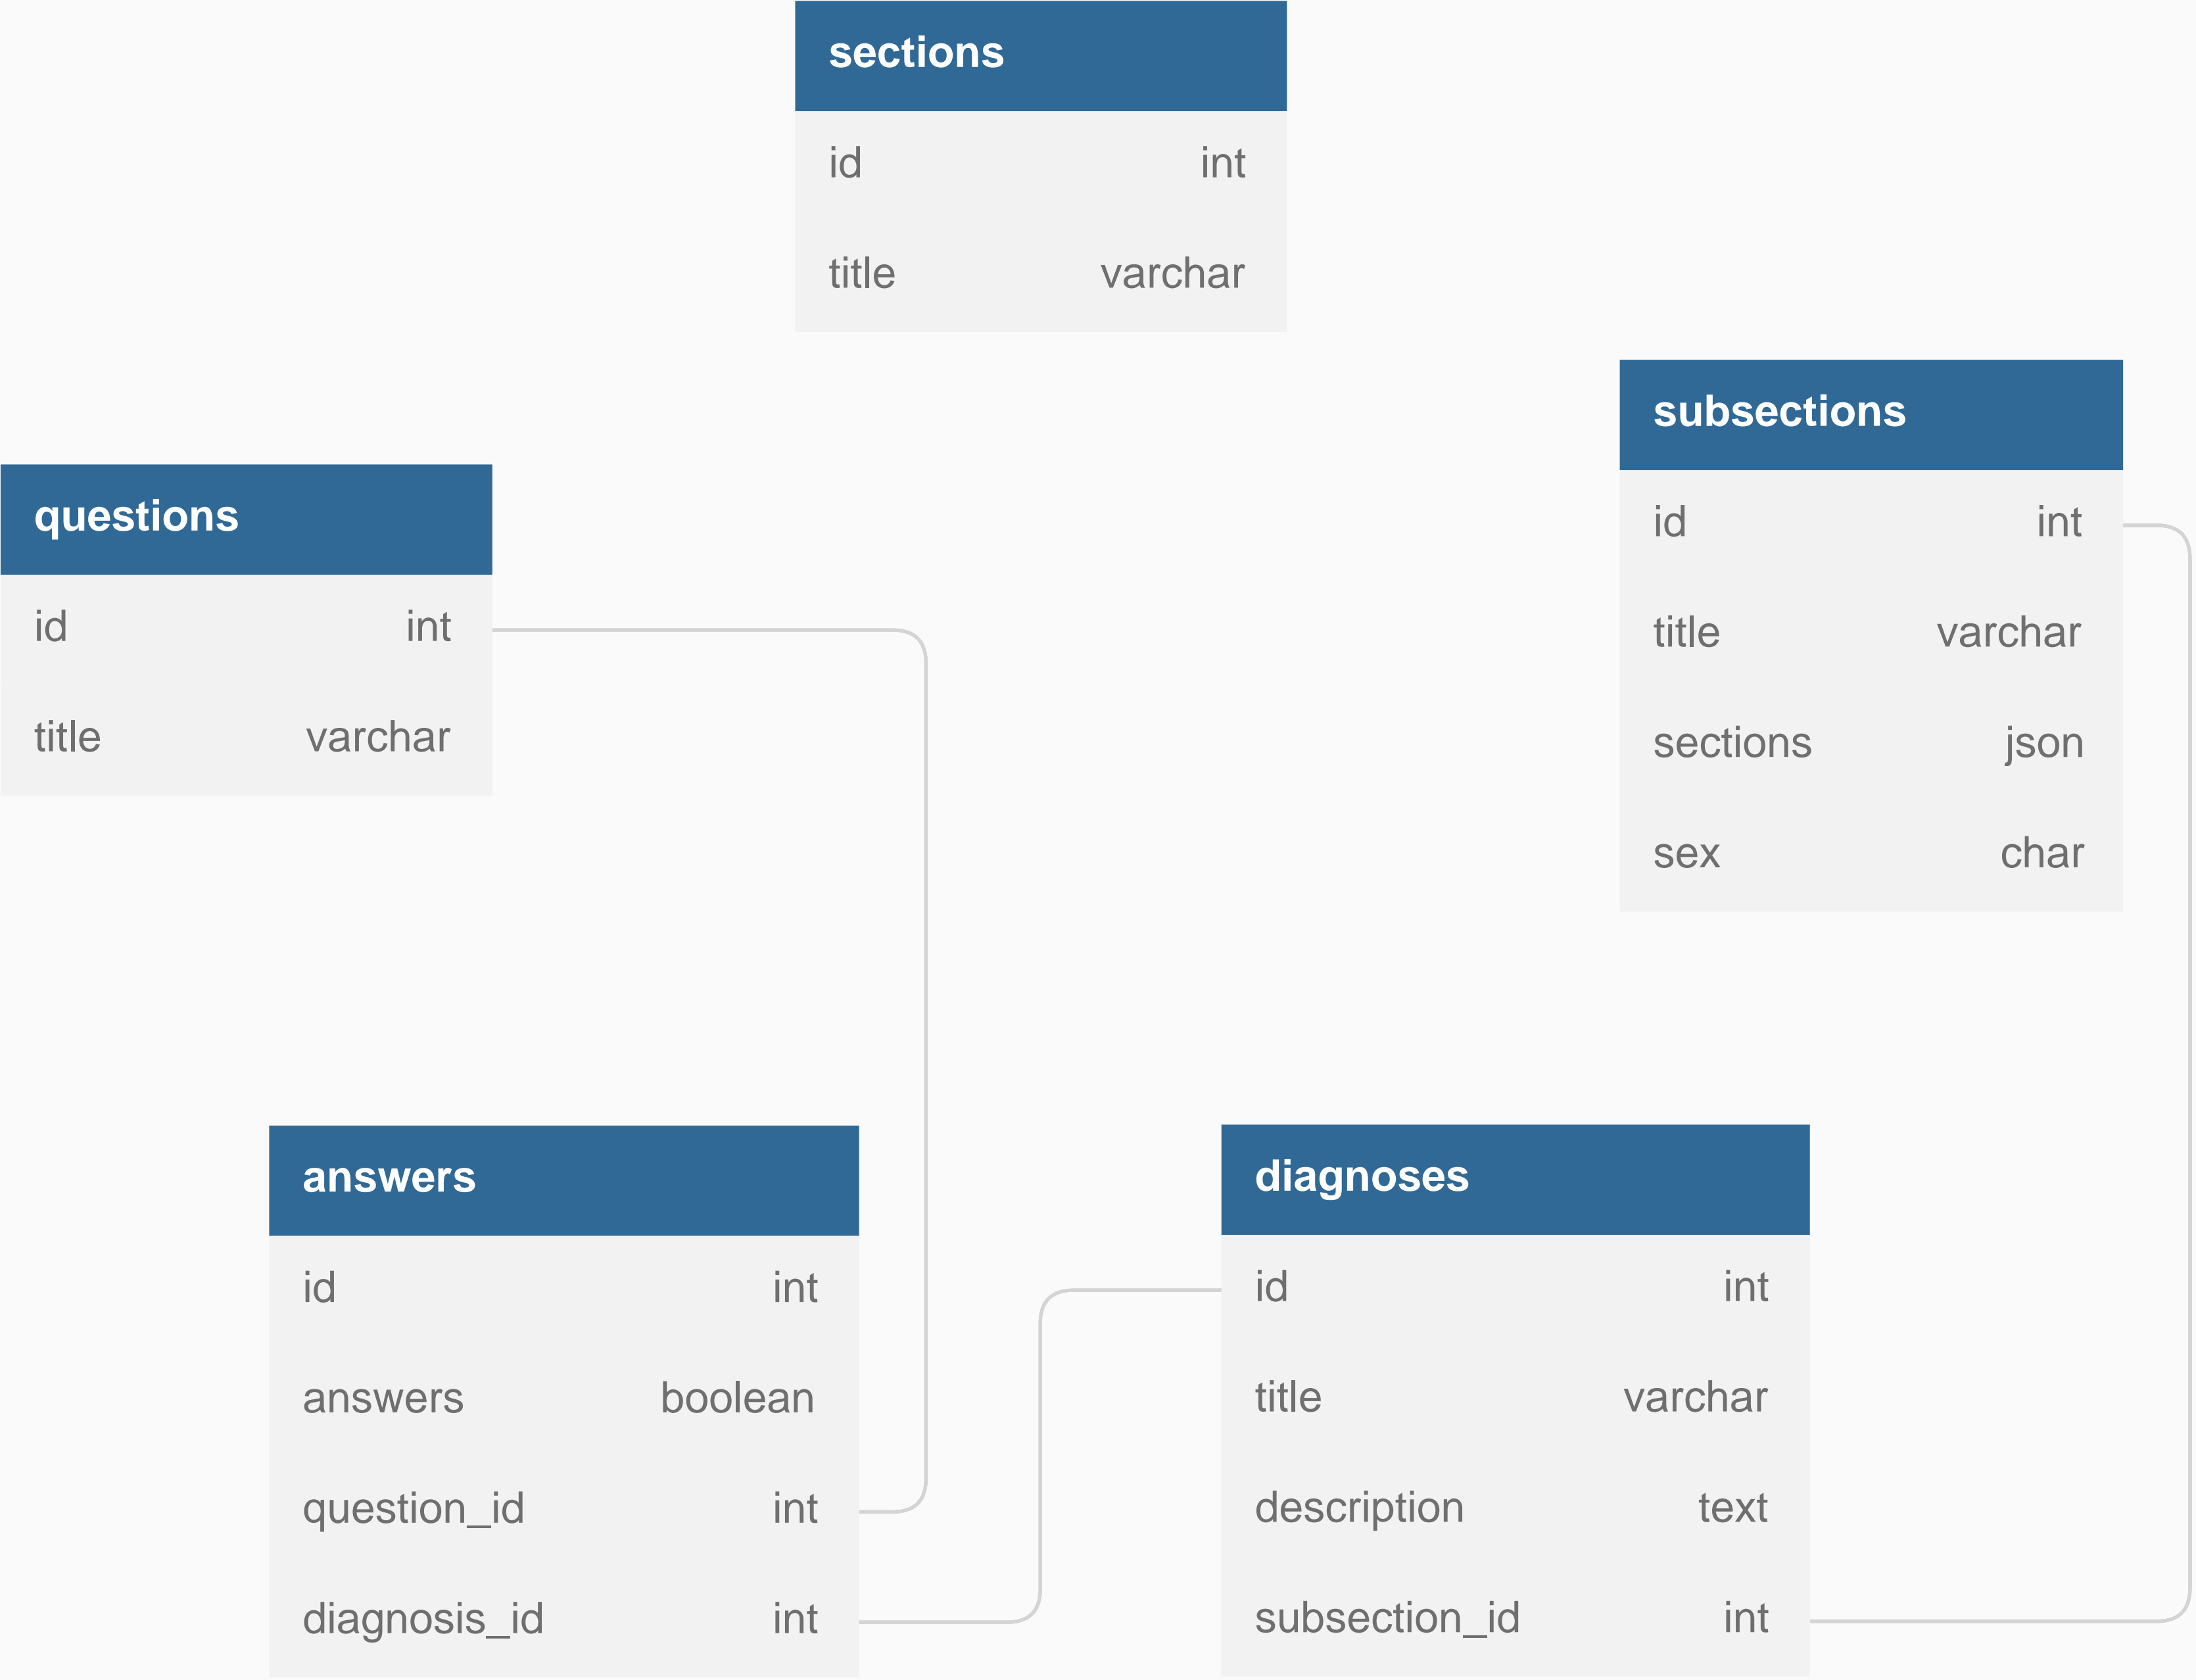 sections
id int
title varchar
subsections
id int
title varchar
sections json
sex char
questions
id int
title varchar
answers
id int
answers boolean
question_id int
diagnosis_id int
diagnoses
id int
title varchar
description text
subsection_id int